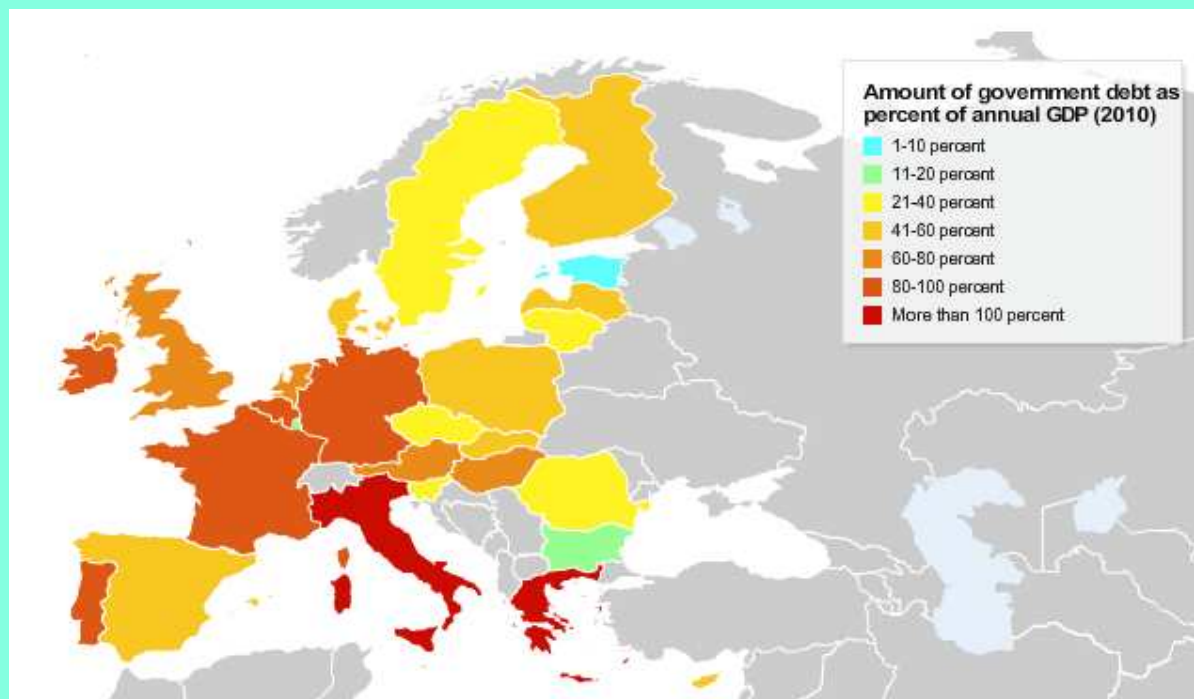 Amount of government debt as
percent of annual GDP (2010)
1-10 percent
11-20 percent
21-40 percent
41-60 percent
60-80 percent
80-100 percent
More than 100 percent